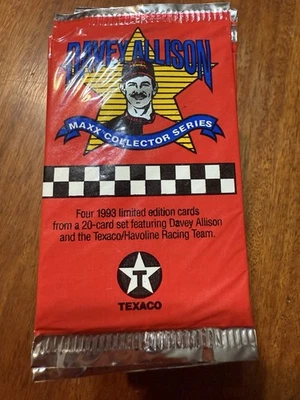 DAVEY ALLISON
MAXX COLLECTOR SERIES
Four 1993 limited edition cards
from a 20-card set featuring Davey Allison
and the Texaco/Havoline Racing Team.
T
TEXACO